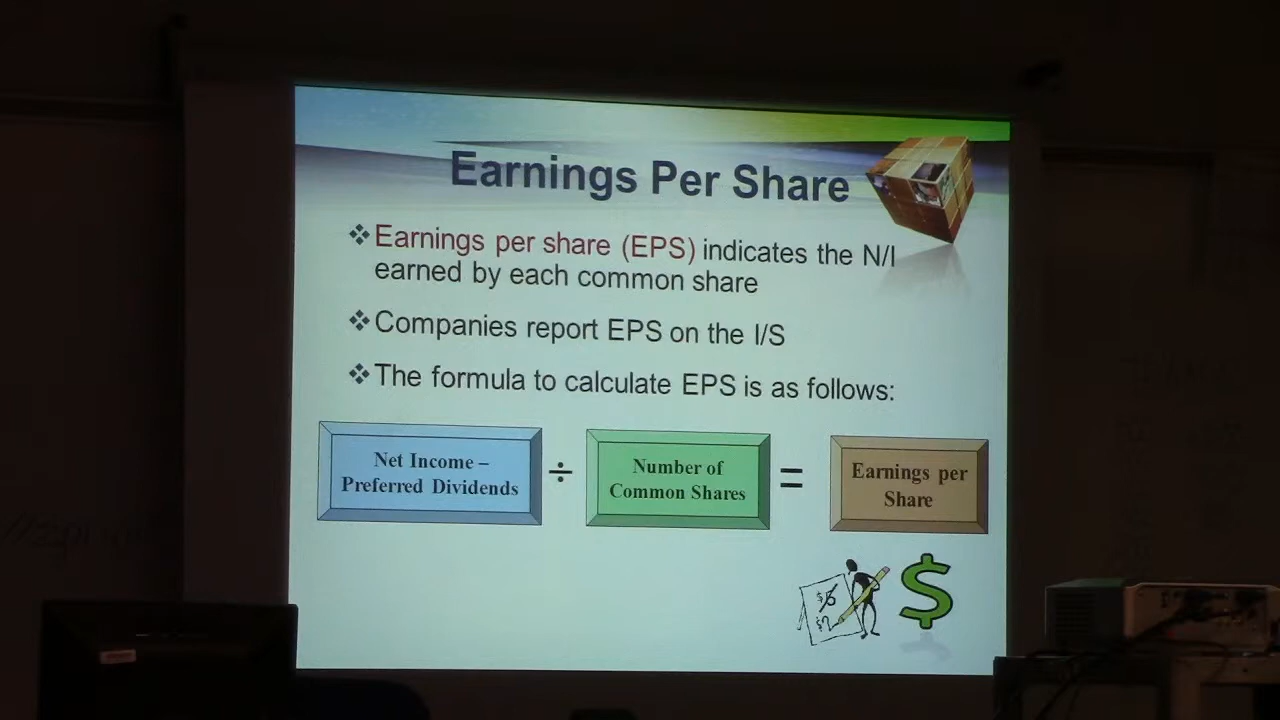 Earnings Per Share
❖Earnings per share (EPS) indicates the N/I
earned by each common share
❖Companies report EPS on the I/S
❖The formula to calculate EPS is as follows:
Net Income –
Preferred Dividends
÷
Number of
Common Shares
=
Earnings per
Share
$